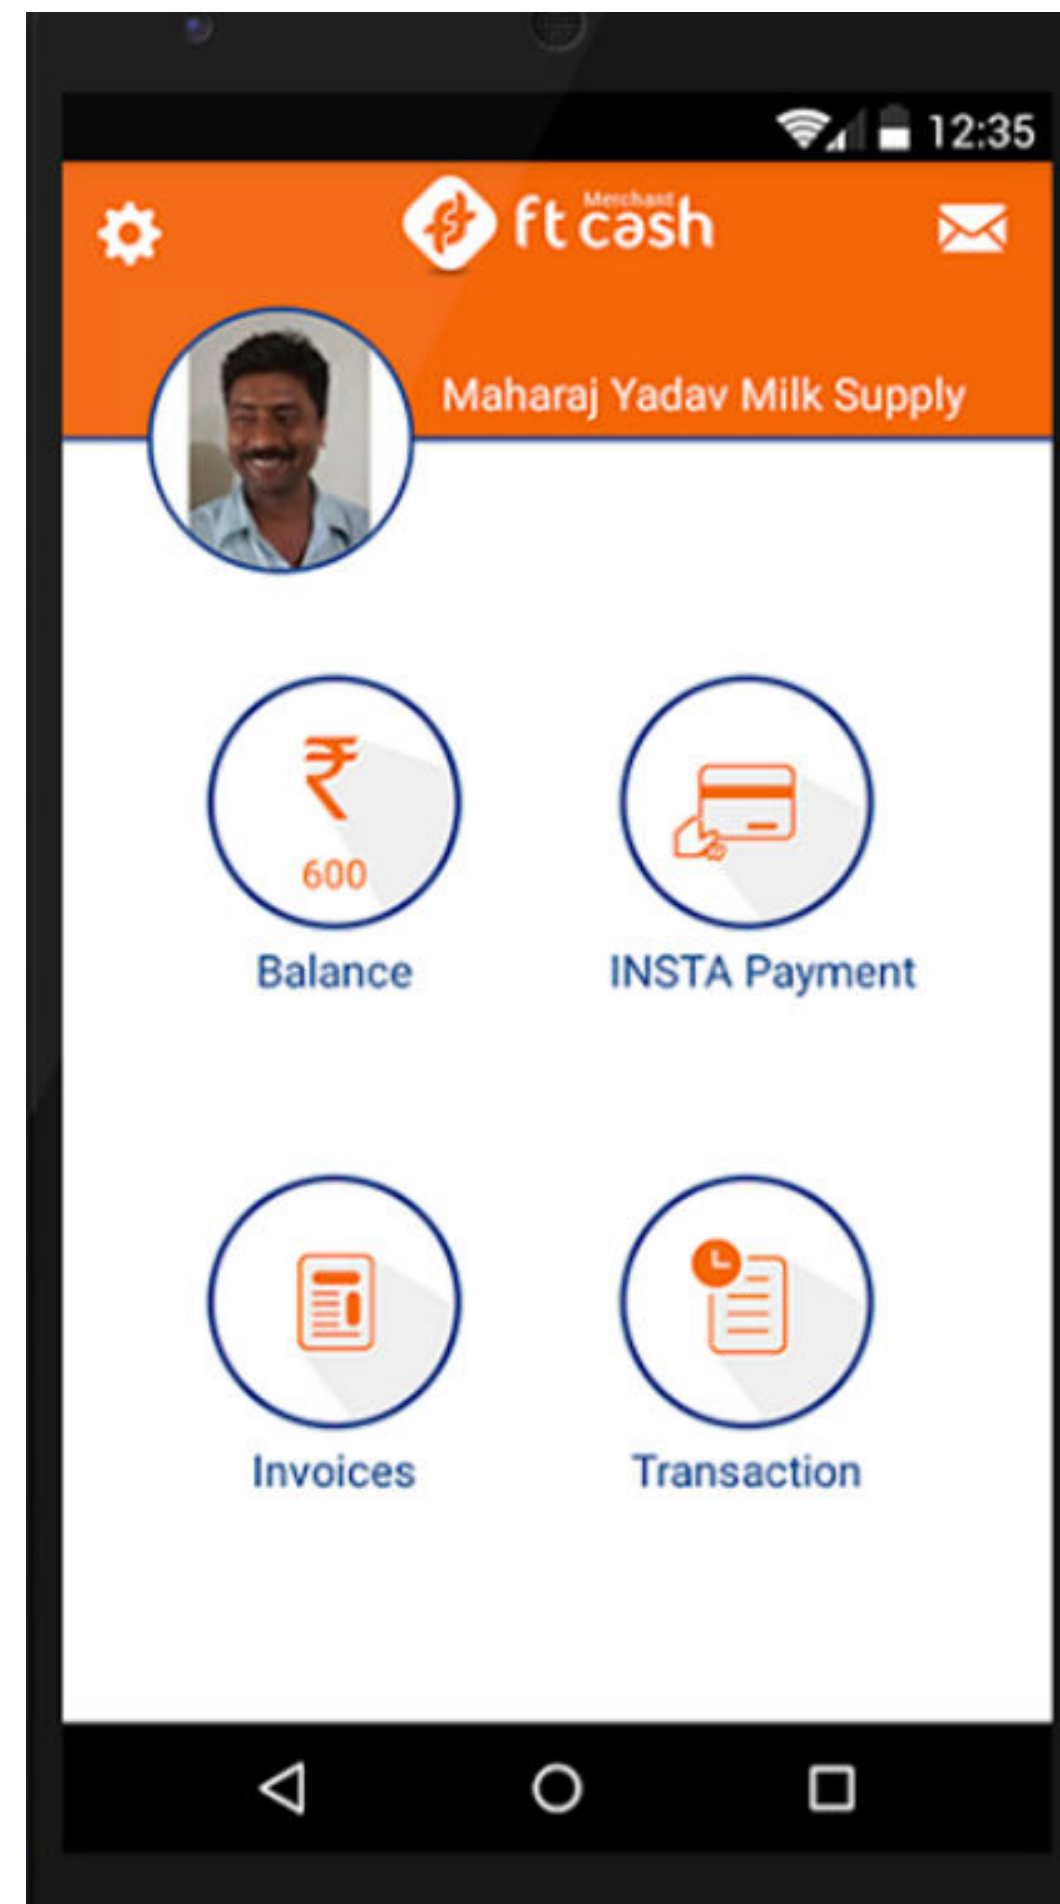 12:35
Merchant
ft cash
Maharaj Yadav Milk Supply
₹
600
Balance
INSTA Payment
Invoices
Transaction